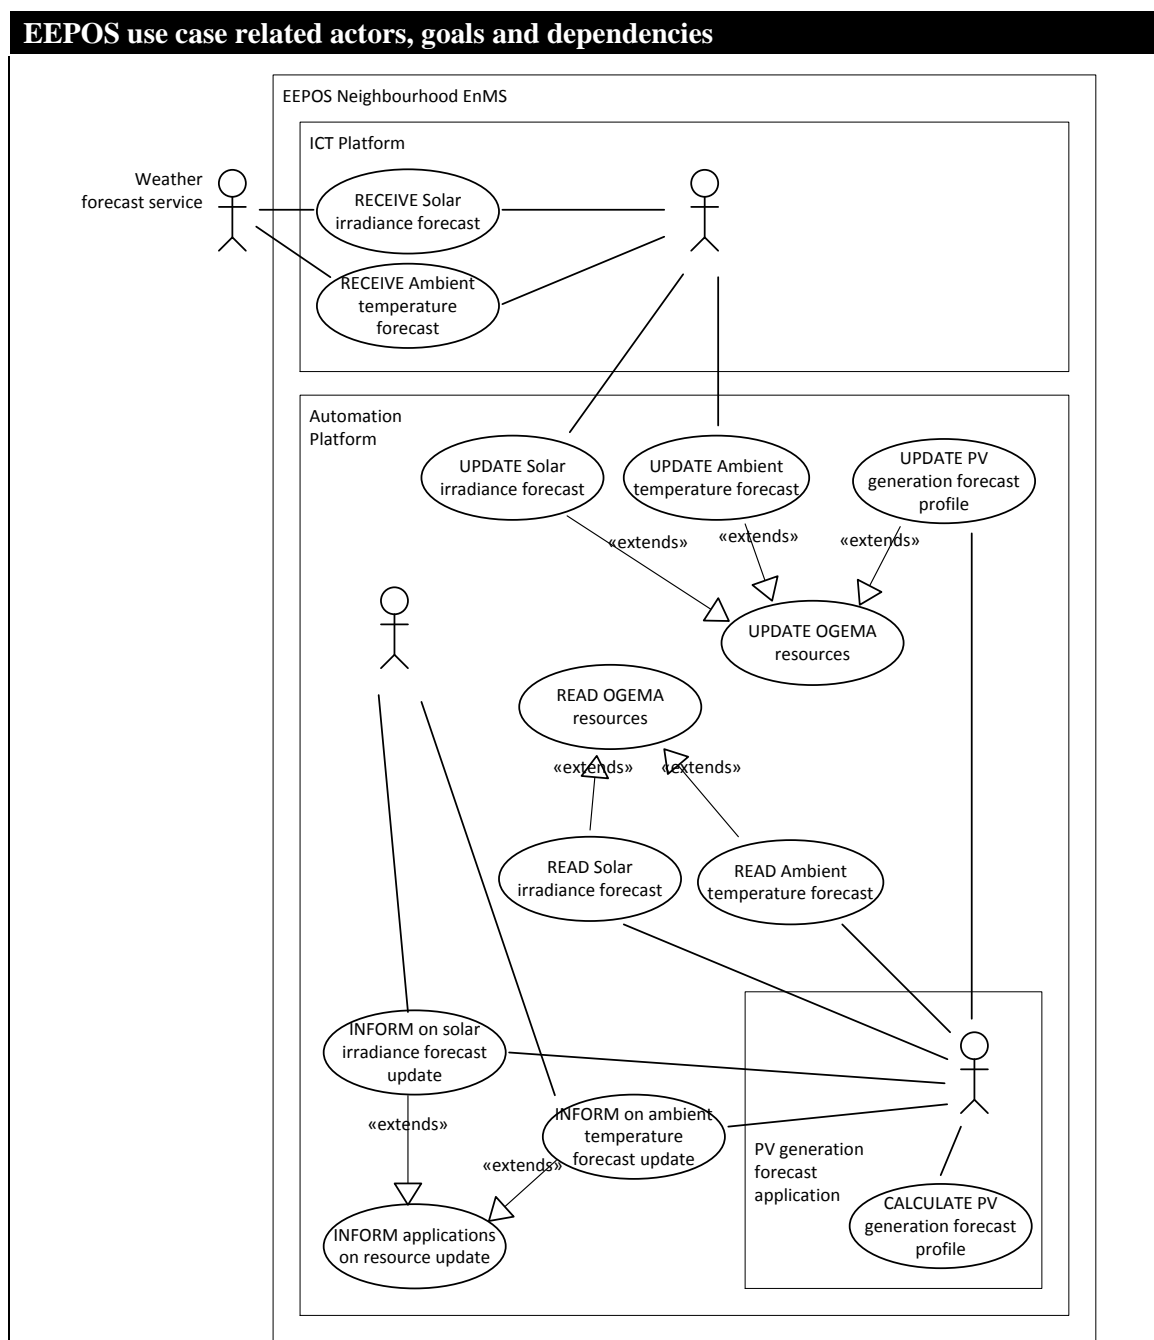 EEPOS use case related actors, goals and dependencies
EEPOS Neighbourhood EnMS
ICT Platform
Weather
forecast service
RECEIVE Solar
irradiance forecast
RECEIVE Ambient
temperature
forecast
Automation
Platform
UPDATE Solar
irradiance forecast
UPDATE Ambient
temperature forecast
UPDATE PV
generation forecast
profile
«extends»
«extends»
«extends»
UPDATE OGEMA
resources
READ OGEMA
resources
«extends»
«extends»
READ Solar
irradiance forecast
READ Ambient
temperature forecast
INFORM on solar
irradiance forecast
update
«extends»
INFORM on ambient
temperature
forecast update
«extends»
PV generation
forecast
application
CALCULATE PV
generation forecast
profile
INFORM applications
on resource update